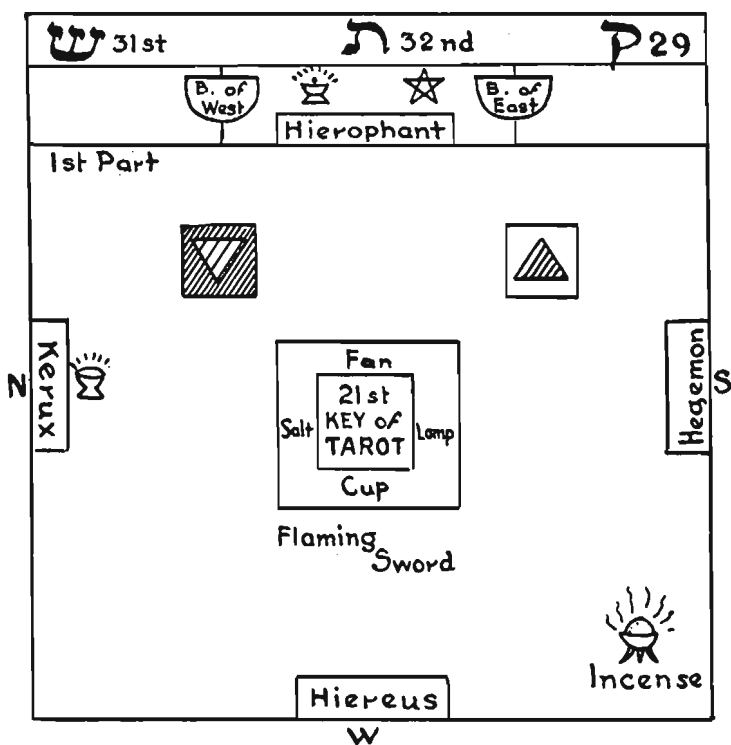 ש 31st ת 32nd ק 29
B. of West
B. of East
Hierophant
1st Part
N
Kerux
Hegemon
S
Fan
Salt
21st
KEY of
TAROT
Lamp
Cup
Flaming
Sword
Incense
Hiereus
W